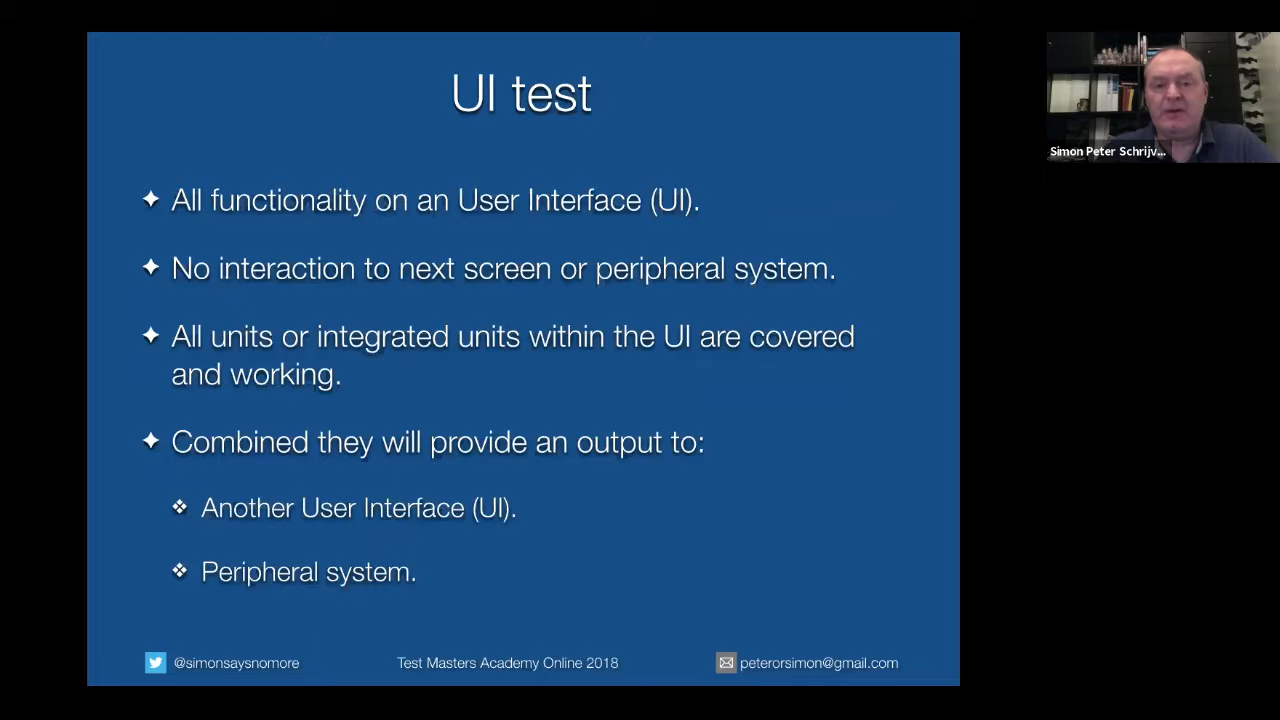 UI test
Simon Peter Schrijv...
All functionality on an User Interface (UI).
No interaction to next screen or peripheral system.
All units or integrated units within the UI are covered
and working.
Combined they will provide an output to:
Another User Interface (UI).
Peripheral system.
@simonsaysnomore
Test Masters Academy Online 2018
peterorsimon@gmail.com